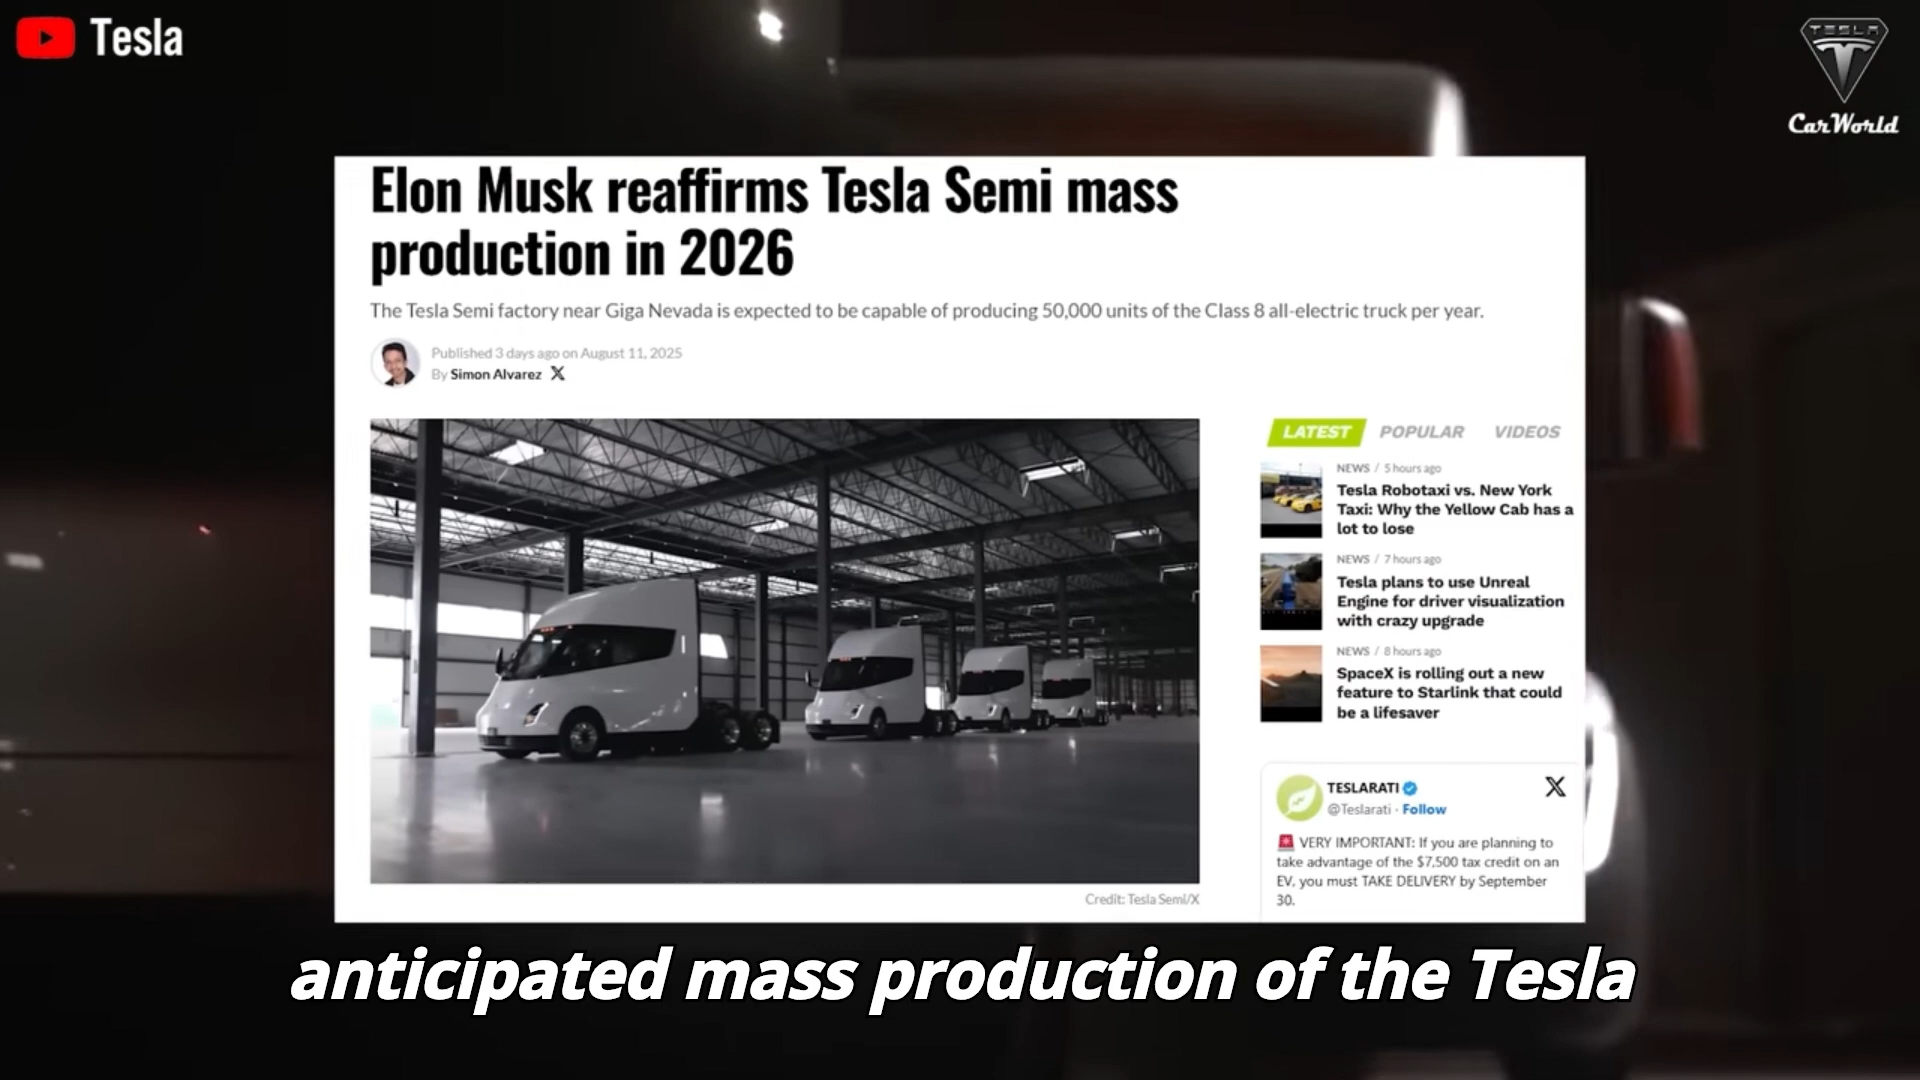 Tesla
TESLA
CarWorld
Elon Musk reaffirms Tesla Semi mass
production in 2026
The Tesla Semi factory near Giga Nevada is expected to be capable of producing 50,000 units of the Class 8 all-electric truck per year.
Published 3 days ago on August 11, 2025
By Simon Alvarez
Credit: Tesla Semi/X
LATEST POPULAR VIDEOS
NEWS / 5 hours ago
Tesla Robotaxi vs. New York
Taxi: Why the Yellow Cab has a
lot to lose
NEWS / 7 hours ago
Tesla plans to use Unreal
Engine for driver visualization
with crazy upgrade
NEWS / 8 hours ago
SpaceX is rolling out a new
feature to Starlink that could
be a lifesaver
TESLARATI
@Teslarati · Follow
🚨 VERY IMPORTANT: If you are planning to
take advantage of the $7,500 tax credit on an
EV, you must TAKE DELIVERY by September
30.
anticipated mass production of the Tesla